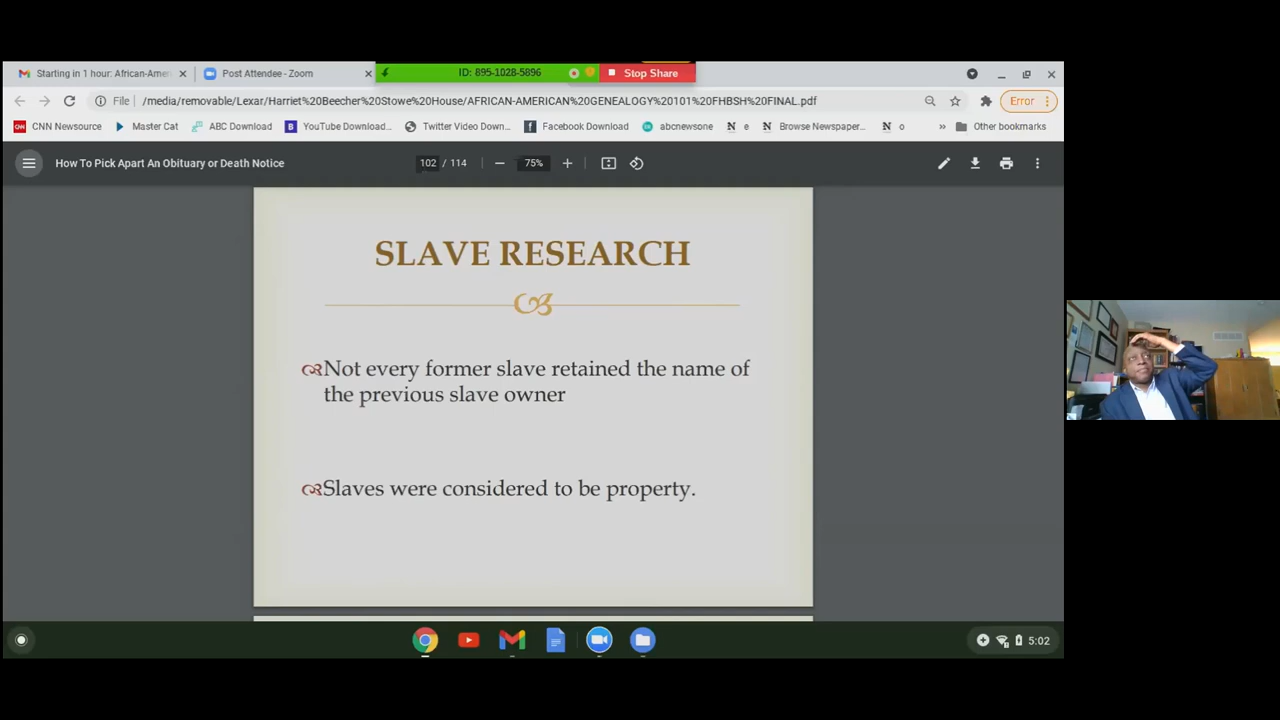 Starting in 1 hour: African-Amer
Post Attendee - Zoom
ID: 895-1028-5896
Stop Share
File
/media/removable/Lexar/Harriet%20Beecher%20Stowe%20House/AFRICAN-AMERICAN%20GENEALOGY%20101%20FHBSH%20FINAL.pdf
Error
CNN Newsource
Master Cat
ABC Download
YouTube Download...
Twitter Video Down...
Facebook Download
abcnewsone
e
Browse Newspaper...
o
Other bookmarks
How To Pick Apart An Obituary or Death Notice
102 / 114
75%
SLAVE RESEARCH
Not every former slave retained the name of
the previous slave owner
Slaves were considered to be property.
5:02